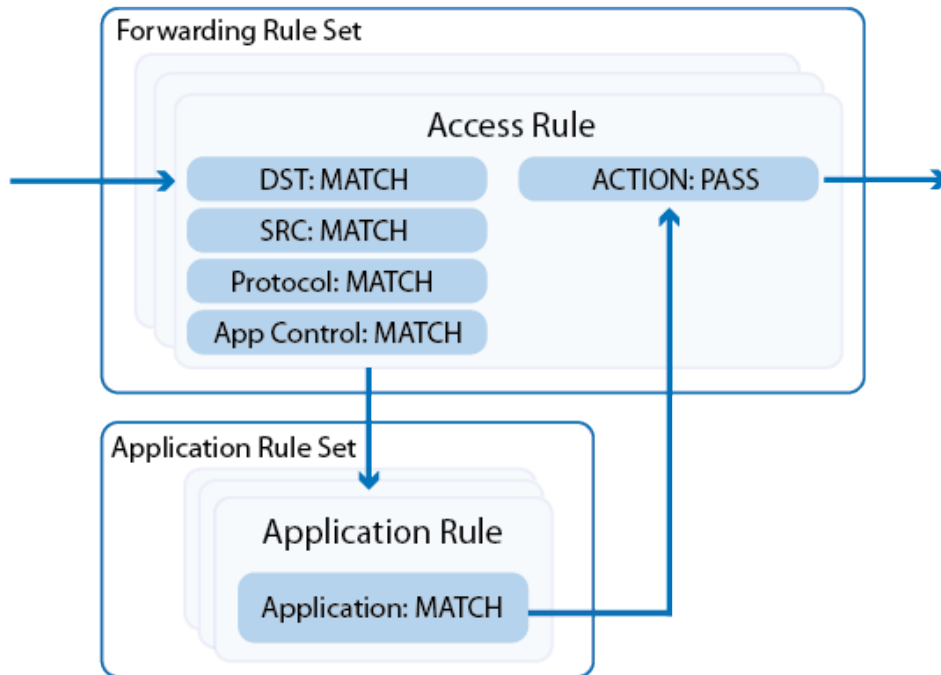 Forwarding Rule Set
Access Rule
DST: MATCH
ACTION: PASS
SRC: MATCH
Protocol: MATCH
App Control: MATCH
Application Rule Set
Application Rule
Application: MATCH